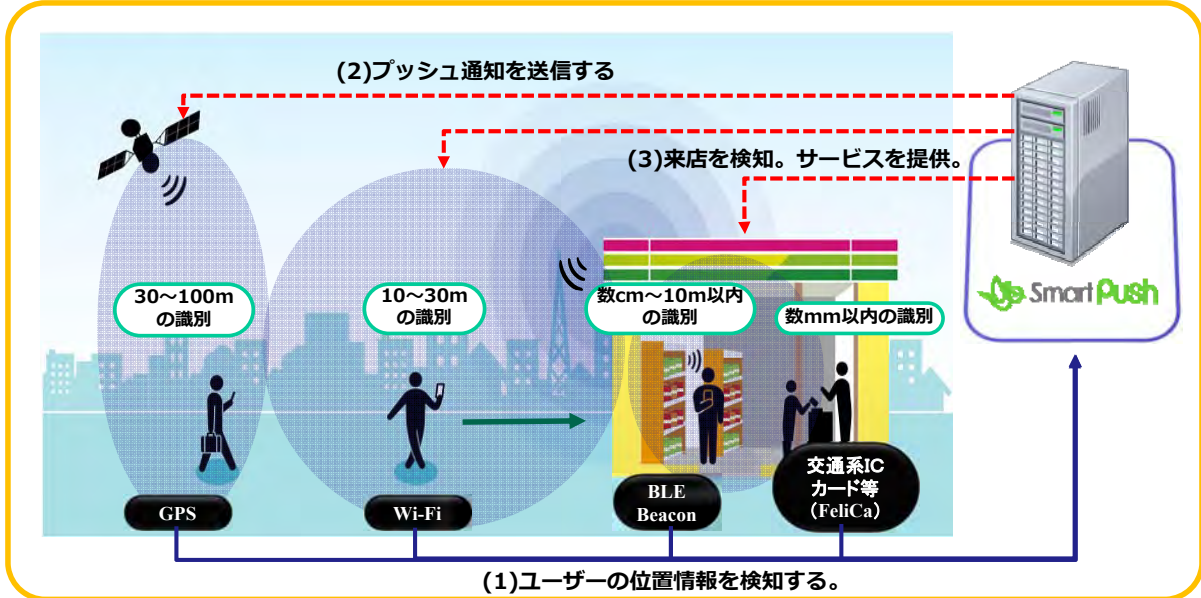 (2)プッシュ通知を送信する
(3)来店を検知。サービスを提供。
30～100m
の識別
10～30m
の識別
数cm～10m以内
の識別
数mm以内の識別
Smart Push
GPS
Wi-Fi
BLE
Beacon
交通系IC
カード等
（FeliCa）
(1)ユーザーの位置情報を検知する。